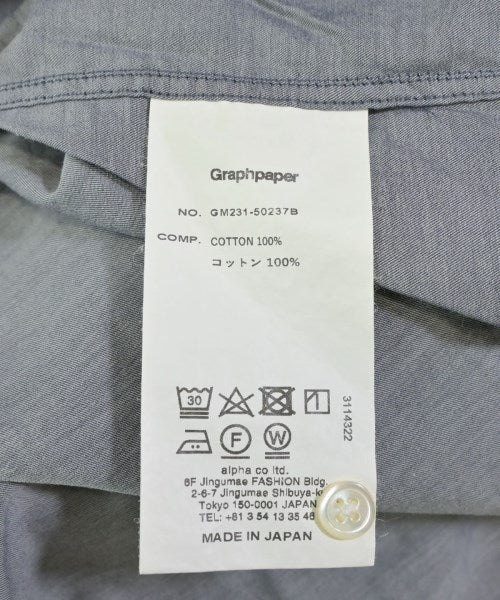 Graphpaper
NO. GM231-50237B
COMP. COTTON 100%
コットン 100%
30
3114322
F W
alpha co ltd.
6F Jingumae FASHION Bldg.
2-6-7 Jingumae Shibuya-k
Tokyo 150-0001 JAPAN
TEL: +81 3 54 13 35 46
MADE IN JAPAN